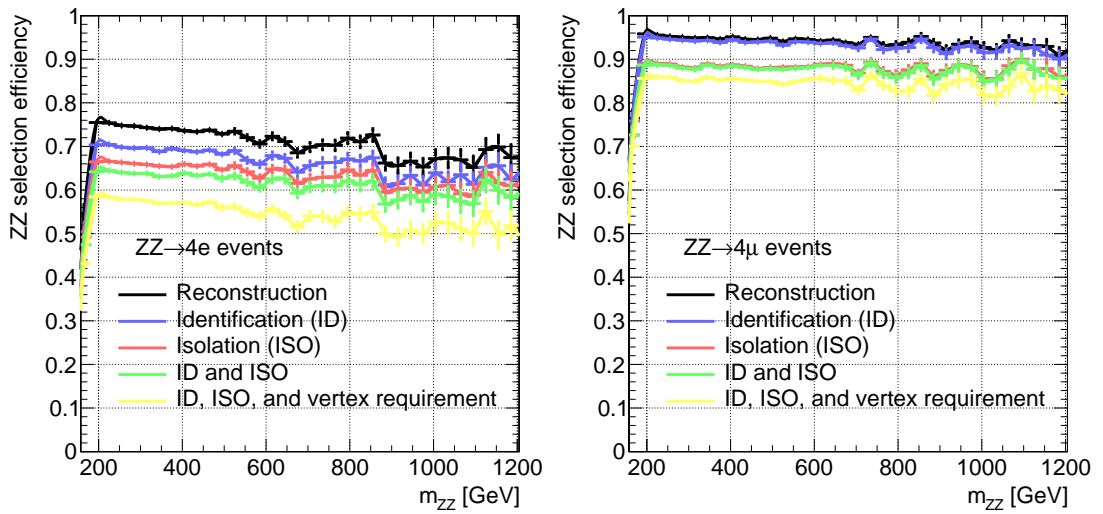 ZZ selection efficiency
1
0.9
0.8
0.7
0.6
0.5
0.4
0.3
0.2
0.1
0
ZZ→4e events
Reconstruction
Identification (ID)
Isolation (ISO)
ID and ISO
ID, ISO, and vertex requirement
200 400 600 800 1000 1200
mZZ [GeV]
ZZ selection efficiency
1
0.9
0.8
0.7
0.6
0.5
0.4
0.3
0.2
0.1
0
ZZ→4μ events
Reconstruction
Identification (ID)
Isolation (ISO)
ID and ISO
ID, ISO, and vertex requirement
200 400 600 800 1000 1200
mZZ [GeV]